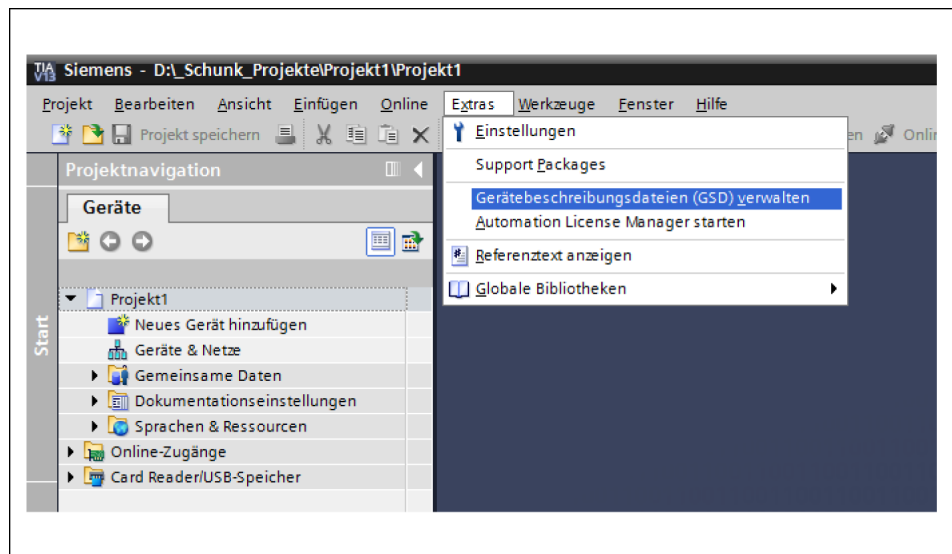 TIA V13 Siemens - D:\_Schunk_Projekte\Projekt1\Projekt1
Projekt Bearbeiten Ansicht Einfügen Online Extras Werkzeuge Fenster Hilfe
Projekt speichern
Einstellungen
en Onlin
Support Packages
Gerätebeschreibungsdateien (GSD) verwalten
Automation License Manager starten
Referenztext anzeigen
Globale Bibliotheken
Projektnavigation
Geräte
Projekt1
Neues Gerät hinzufügen
Geräte & Netze
Gemeinsame Daten
Dokumentationseinstellungen
Sprachen & Ressourcen
Online-Zugänge
Card Reader/USB-Speicher
Start